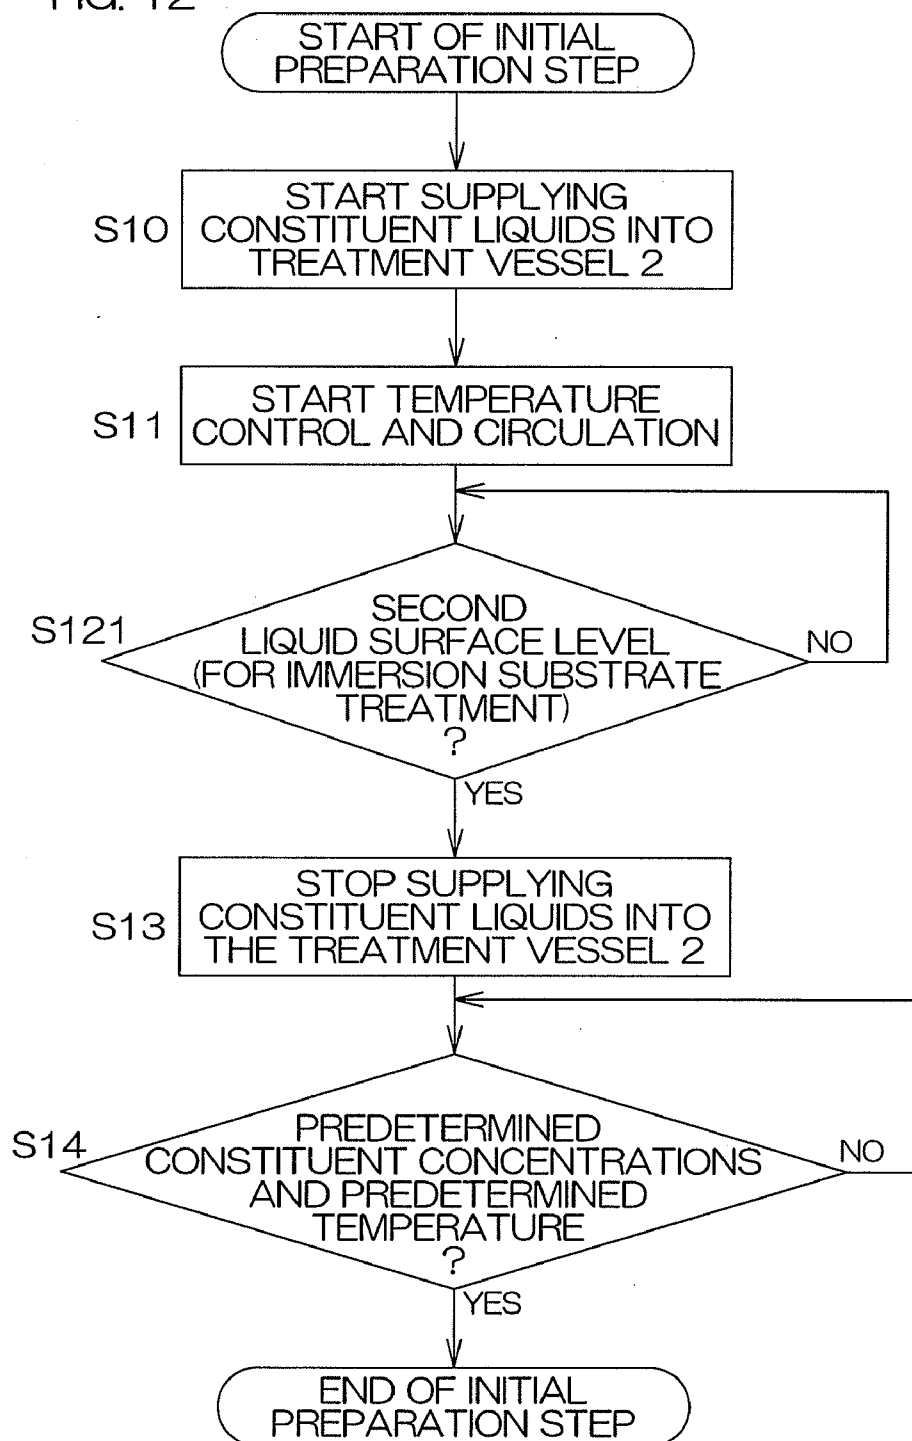 FIG. 12
START OF INITIAL
PREPARATION STEP
START SUPPLYING
S10
CONSTITUENT LIQUIDS INTO
TREATMENT VESSEL 2
START TEMPERATURE
S11
CONTROL AND CIRCULATION
SECOND
S121
LIQUID SURFACE LEVEL
NO
(FOR IMMERSION SUBSTRATE
TREATMENT)
?
YES
STOP SUPPLYING
S13
CONSTITUENT LIQUIDS INTO
THE TREATMENT VESSEL 2
PREDETERMINED
S14
CONSTITUENT CONCENTRATIONS
NO
AND PREDETERMINED
TEMPERATURE
?
YES
END OF INITIAL
PREPARATION STEP